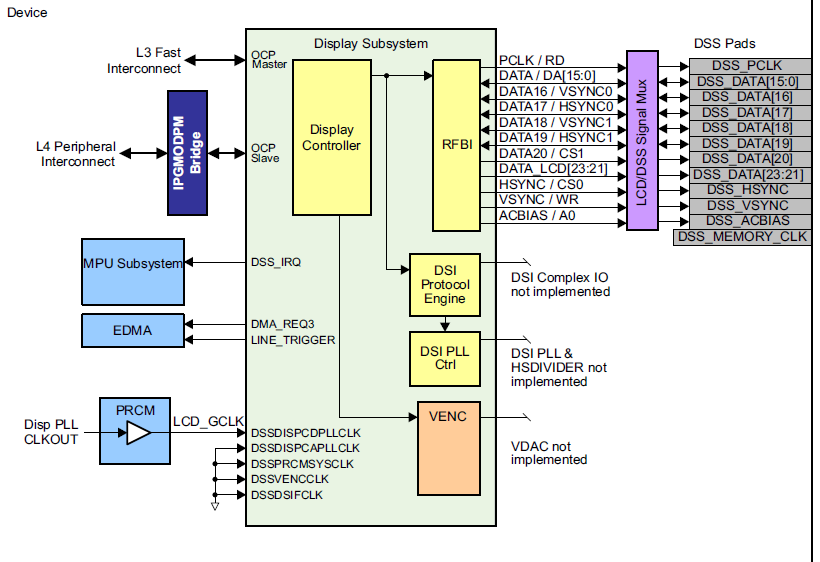 Device
Display Subsystem
DSS Pads
L3 Fast
Interconnect
OCP
Master
L4 Peripheral
Interconnect
IPGMODPM
Bridge
OCP
Slave
Display
Controller
RFBI
PCLK / RD
DATA / DA[15:0]
DATA16 / VSYNC0
DATA17 / HSYNC0
DATA18 / VSYNC1
DATA19 / HSYNC1
DATA20 / CS1
DATA_LCD[23:21]
HSYNC / CS0
VSYNC / WR
ACBIAS / A0
LCD/DSS Signal Mux
DSS_PCLK
DSS_DATA[15:0]
DSS_DATA[16]
DSS_DATA[17]
DSS_DATA[18]
DSS_DATA[19]
DSS_DATA[20]
DSS_DATA[23:21]
DSS_HSYNC
DSS_VSYNC
DSS_ACBIAS
DSS_MEMORY_CLK
MPU Subsystem
DSS_IRQ
EDMA
DMA_REQ3
LINE_TRIGGER
DSI
Protocol
Engine
DSI Complex IO
not implemented
DSI PLL
Ctrl
DSI PLL &
HSDIVIDER not
implemented
VENC
VDAC not
implemented
PRCM
Disp PLL
CLKOUT
LCD_GCLK
DSSDISPCDPLLCLK
DSSDISPCAPLLCLK
DSSPRCMSYSCLK
DSSVENCCLK
DSSDSIFCLK